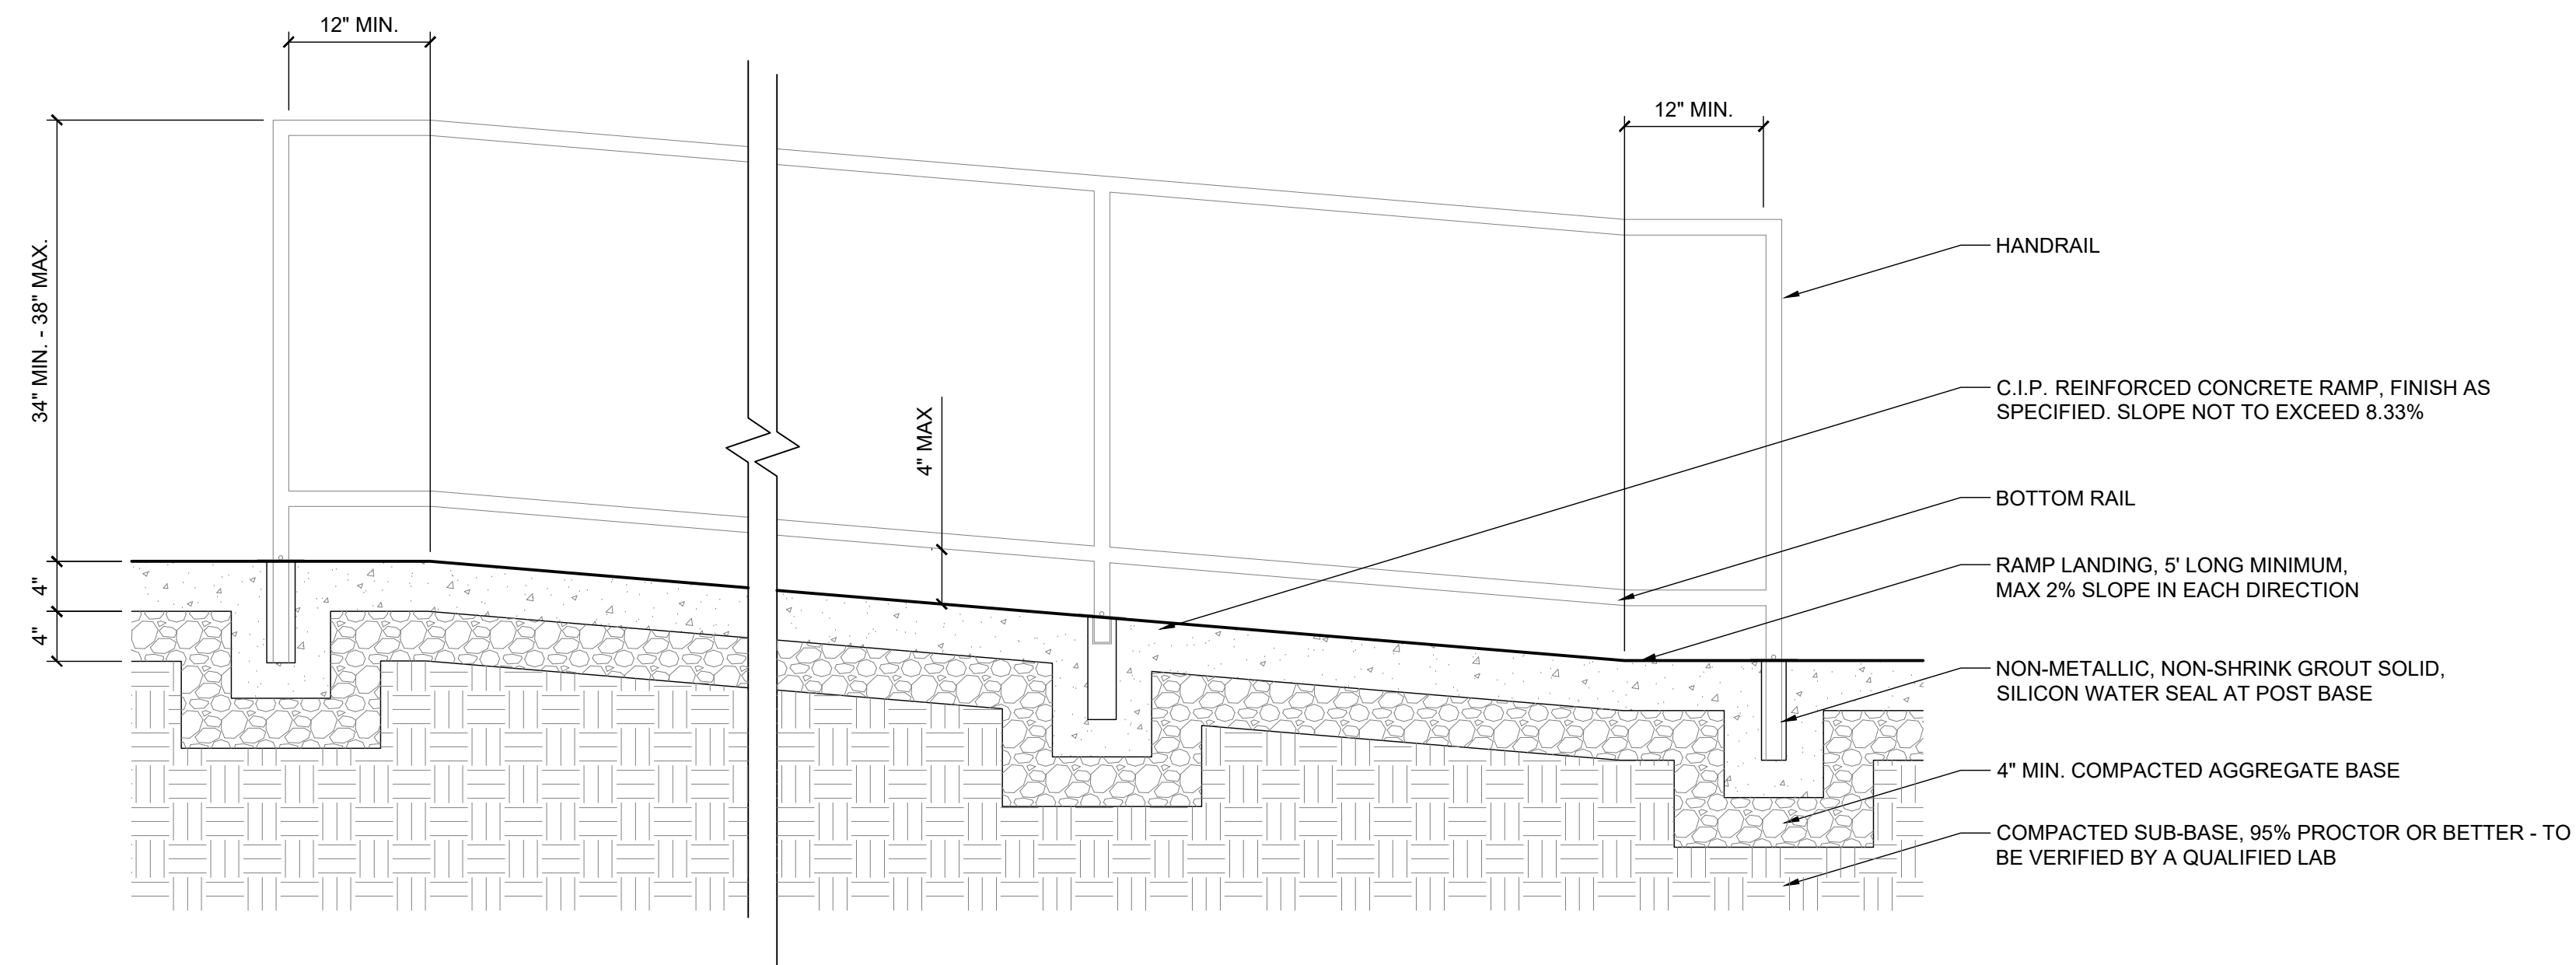 12" MIN.
12" MIN.
34" MIN. - 38" MAX.
4" MAX
4"
4"
HANDRAIL
C.I.P. REINFORCED CONCRETE RAMP, FINISH AS
SPECIFIED. SLOPE NOT TO EXCEED 8.33%
BOTTOM RAIL
RAMP LANDING, 5' LONG MINIMUM,
MAX 2% SLOPE IN EACH DIRECTION
NON-METALLIC, NON-SHRINK GROUT SOLID,
SILICON WATER SEAL AT POST BASE
4" MIN. COMPACTED AGGREGATE BASE
COMPACTED SUB-BASE, 95% PROCTOR OR BETTER - TO
BE VERIFIED BY A QUALIFIED LAB